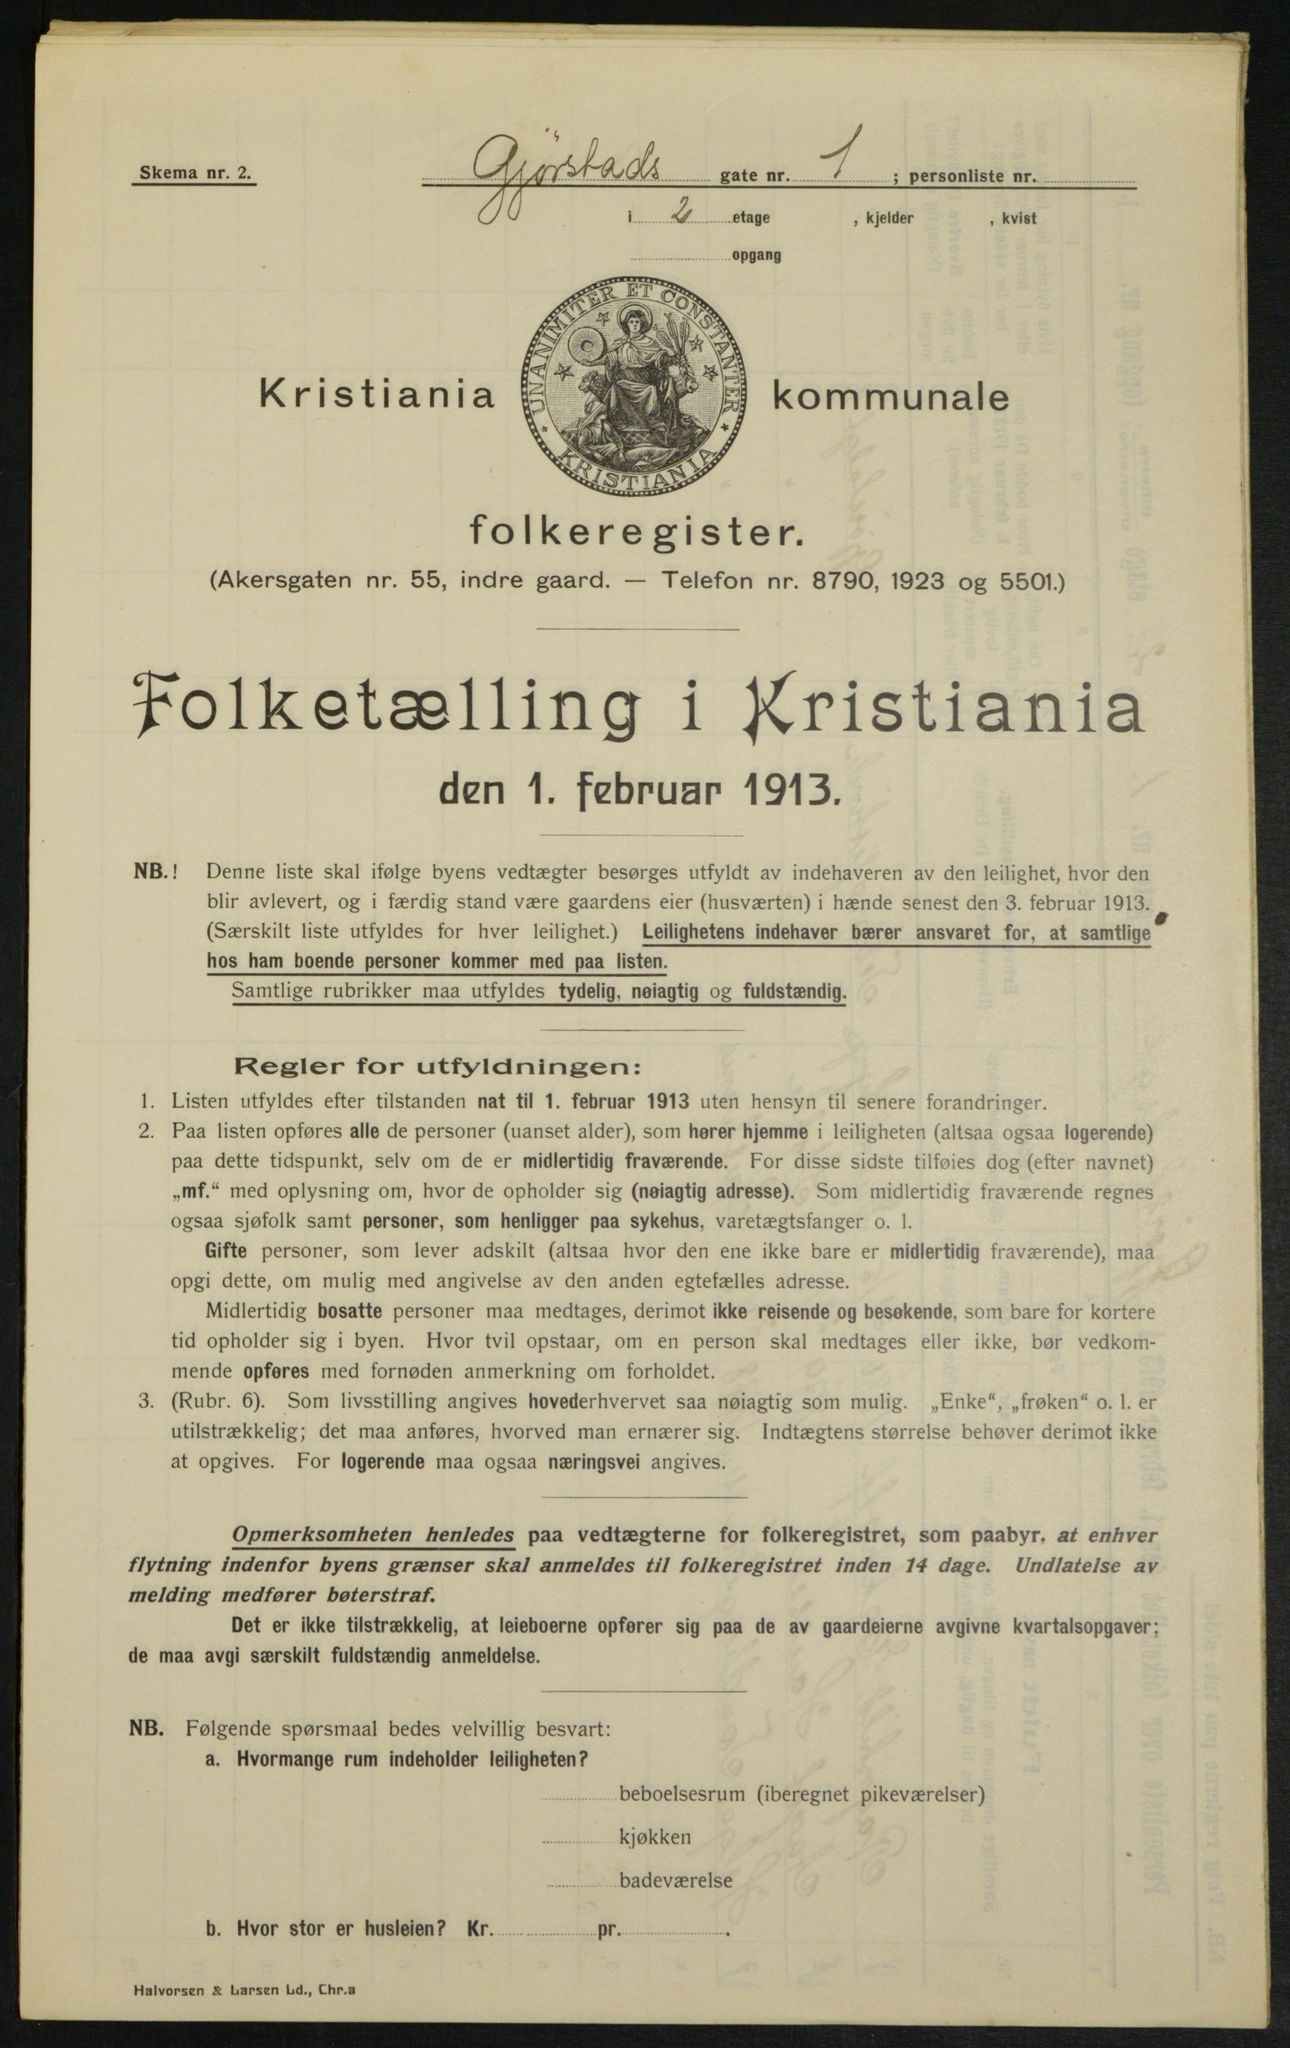 Skema nr. 2. Gjörstads gate nr. 1 ; personliste nr.
i 2 etage , kjelder , kvist
opgang
UNANIMITER ET CONSTANTER
KRISTIANIA
Kristiania kommunale
folkeregister.
(Akersgaten nr. 55, indre gaard. — Telefon nr. 8790, 1923 og 5501.)
Folketælling i Kristiania
den 1. februar 1913.
NB.! Denne liste skal ifølge byens vedtægter besørges utfyldt av indehaveren av den leilighet, hvor den
blir avlevert, og i færdig stand være gaardens eier (husværten) i hænde senest den 3. februar 1913.
(Særskilt liste utfyldes for hver leilighet.) Leilighetens indehaver bærer ansvaret for, at samtlige
hos ham boende personer kommer med paa listen.
Samtlige rubrikker maa utfyldes tydelig, nøiagtig og fuldstændig.
Regler for utfyldningen:
1. Listen utfyldes efter tilstanden nat til 1. februar 1913 uten hensyn til senere forandringer.
2. Paa listen opføres alle de personer (uanset alder), som hører hjemme i leiligheten (altsaa ogsaa logerende)
paa dette tidspunkt, selv om de er midlertidig fraværende. For disse sidste tilføies dog (efter navnet)
„mf.“ med oplysning om, hvor de opholder sig (nøiagtig adresse). Som midlertidig fraværende regnes
ogsaa sjøfolk samt personer, som henligger paa sykehus, varetægtsfanger o. l.
Gifte personer, som lever adskilt (altsaa hvor den ene ikke bare er midlertidig fraværende), maa
opgi dette, om mulig med angivelse av den anden egtefælles adresse.
Midlertidig bosatte personer maa medtages, derimot ikke reisende og besøkende, som bare for kortere
tid opholder sig i byen. Hvor tvil opstaar, om en person skal medtages eller ikke, bør vedkom-
mende opføres med fornøden anmerkning om forholdet.
3. (Rubr. 6). Som livsstilling angives hovederhvervet saa nøiagtig som mulig. „Enke“, „frøken“ o. l. er
utilstrækkelig; det maa anføres, hvorved man ernærer sig. Indtægtens størrelse behøver derimot ikke
at opgives. For logerende maa ogsaa næringsvei angives.
Opmerksomheten henledes paa vedtægterne for folkeregistret, som paabyr, at enhver
flytning indenfor byens grænser skal anmeldes til folkeregistret inden 14 dage. Undlatelse av
melding medfører bøterstraf.
Det er ikke tilstrækkelig, at leieboerne opfører sig paa de av gaardeierne avgivne kvartalsopgaver;
de maa avgi særskilt fuldstændig anmeldelse.
NB. Følgende spørsmaal bedes velvillig besvart:
a. Hvormange rum indeholder leiligheten?
beboelsesrum (iberegnet pikeværelser)
kjøkken
badeværelse
b. Hvor stor er husleien? Kr. pr. .
Halvorsen & Larsen Ld., Chr.a